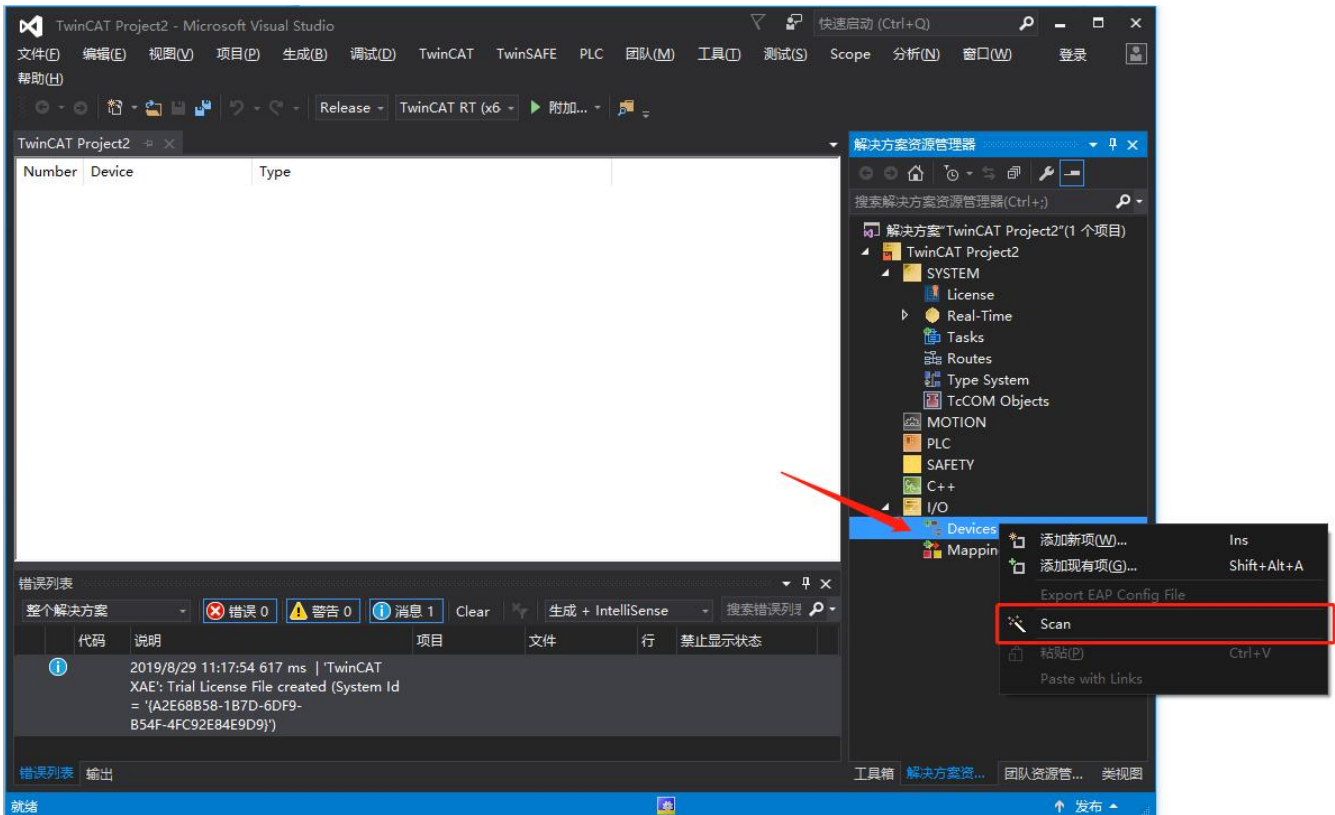 TwinCAT Project2 - Microsoft Visual Studio
快速启动 (Ctrl+Q)
文件(F) 编辑(E) 视图(V) 项目(P) 生成(B) 调试(D) TwinCAT TwinSAFE PLC 团队(M) 工具(T) 测试(S) Scope 分析(N) 窗口(W) 登录
帮助(H)
Release TwinCAT RT (x6 附加...
TwinCAT Project2
Number Device Type
解决方案资源管理器
搜索解决方案资源管理器(Ctrl+;)
解决方案"TwinCAT Project2"(1 个项目)
TwinCAT Project2
SYSTEM
License
Real-Time
Tasks
Routes
Type System
TcCOM Objects
MOTION
PLC
SAFETY
C++
I/O
Devices
Mappin
添加新项(W)... Ins
添加现有项(G)... Shift+Alt+A
Export EAP Config File
Scan
粘贴(P) Ctrl+V
Paste with Links
错误列表
整个解决方案 错误 0 警告 0 消息 1 Clear 生成 + IntelliSense 搜索错误列表
代码 说明 项目 文件 行 禁止显示状态
2019/8/29 11:17:54 617 ms | 'TwinCAT
XAE': Trial License File created (System Id
= '{A2E68B58-1B7D-6DF9-
B54F-4FC92E84E9D9}')
错误列表 输出
工具箱 解决方案资... 团队资源管... 类视图
就绪 发布